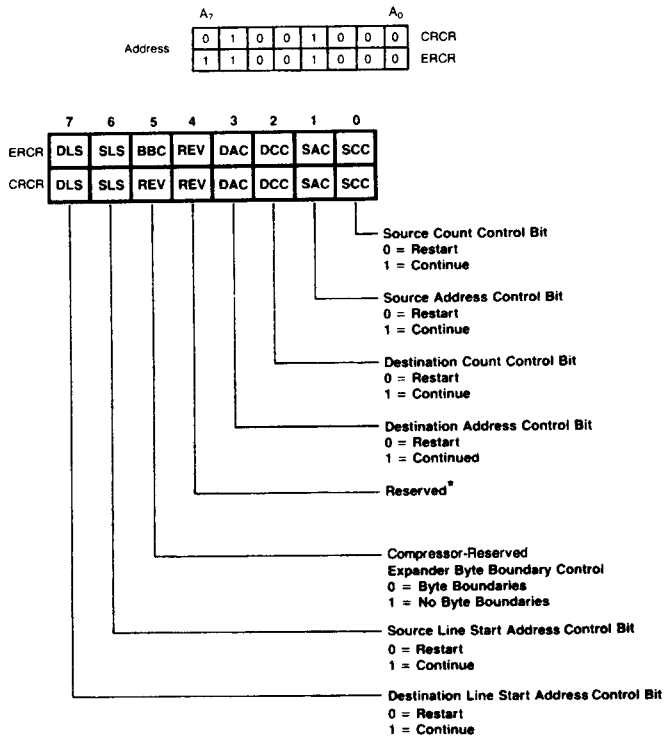 A7 A0
Address
0 1 0 0 1 0 0 0 CRCR
1 1 0 0 1 0 0 0 ERCR
7 6 5 4 3 2 1 0
ERCR DLS SLS BBC REV DAC DCC SAC SCC
CRCR DLS SLS REV REV DAC DCC SAC SCC
Source Count Control Bit
0 = Restart
1 = Continue
Source Address Control Bit
0 = Restart
1 = Continue
Destination Count Control Bit
0 = Restart
1 = Continue
Destination Address Control Bit
0 = Restart
1 = Continued
Reserved*
Compressor-Reserved
Expander Byte Boundary Control
0 = Byte Boundaries
1 = No Byte Boundaries
Source Line Start Address Control Bit
0 = Restart
1 = Continue
Destination Line Start Address Control Bit
0 = Restart
1 = Continue